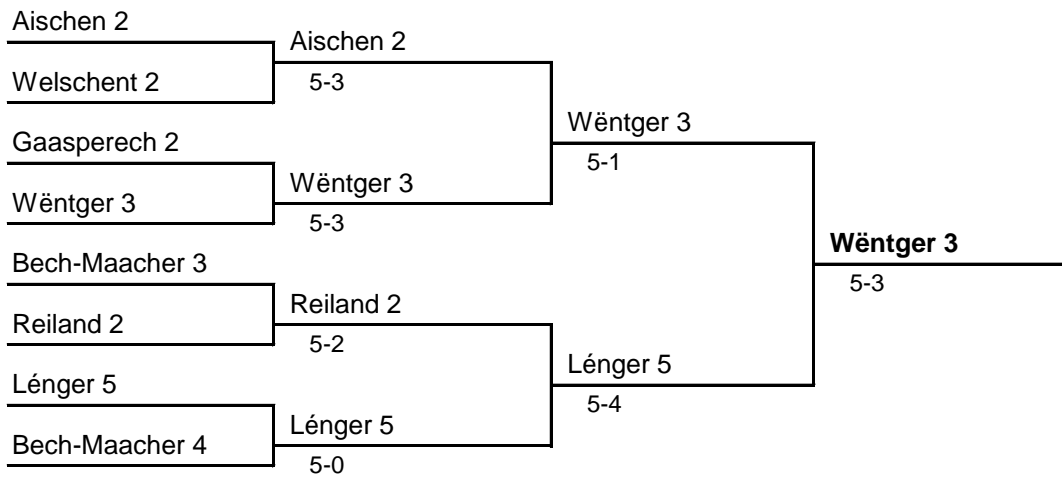 Aischen 2
Welschent 2
Gaasperech 2
Wëntger 3
Bech-Maacher 3
Reiland 2
Lénger 5
Bech-Maacher 4
Aischen 2
5-3
Wëntger 3
5-3
Reiland 2
5-2
Lénger 5
5-0
Wëntger 3
5-1
Lénger 5
5-4
Wëntger 3
5-3